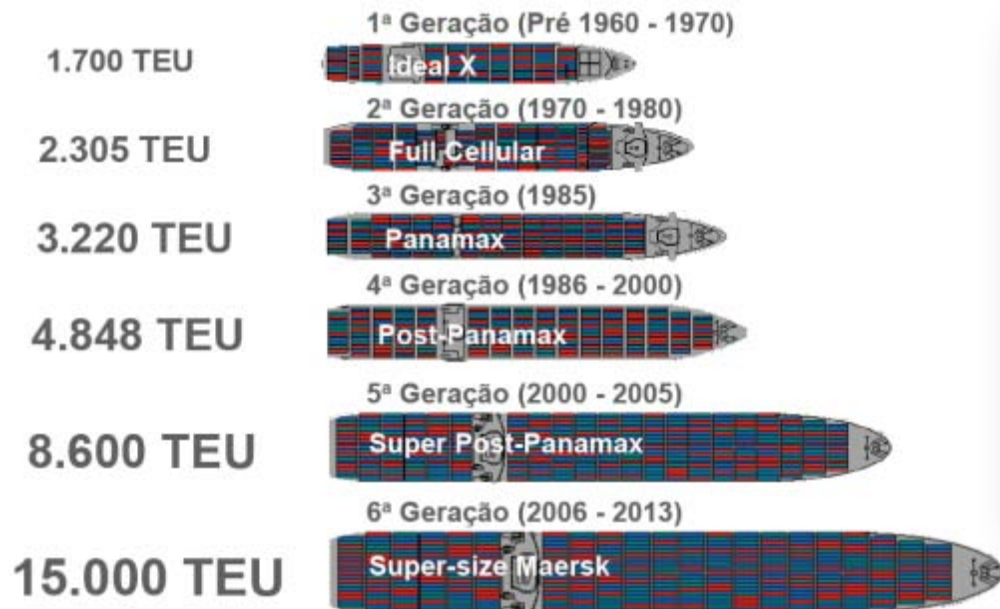 1ª Geração (Pré 1960 - 1970)
1.700 TEU
Ideal X
2ª Geração (1970 - 1980)
2.305 TEU
Full Cellular
3ª Geração (1985)
3.220 TEU
Panamax
4ª Geração (1986 - 2000)
4.848 TEU
Post-Panamax
5ª Geração (2000 - 2005)
8.600 TEU
Super Post-Panamax
6ª Geração (2006 - 2013)
15.000 TEU
Super-size Maersk